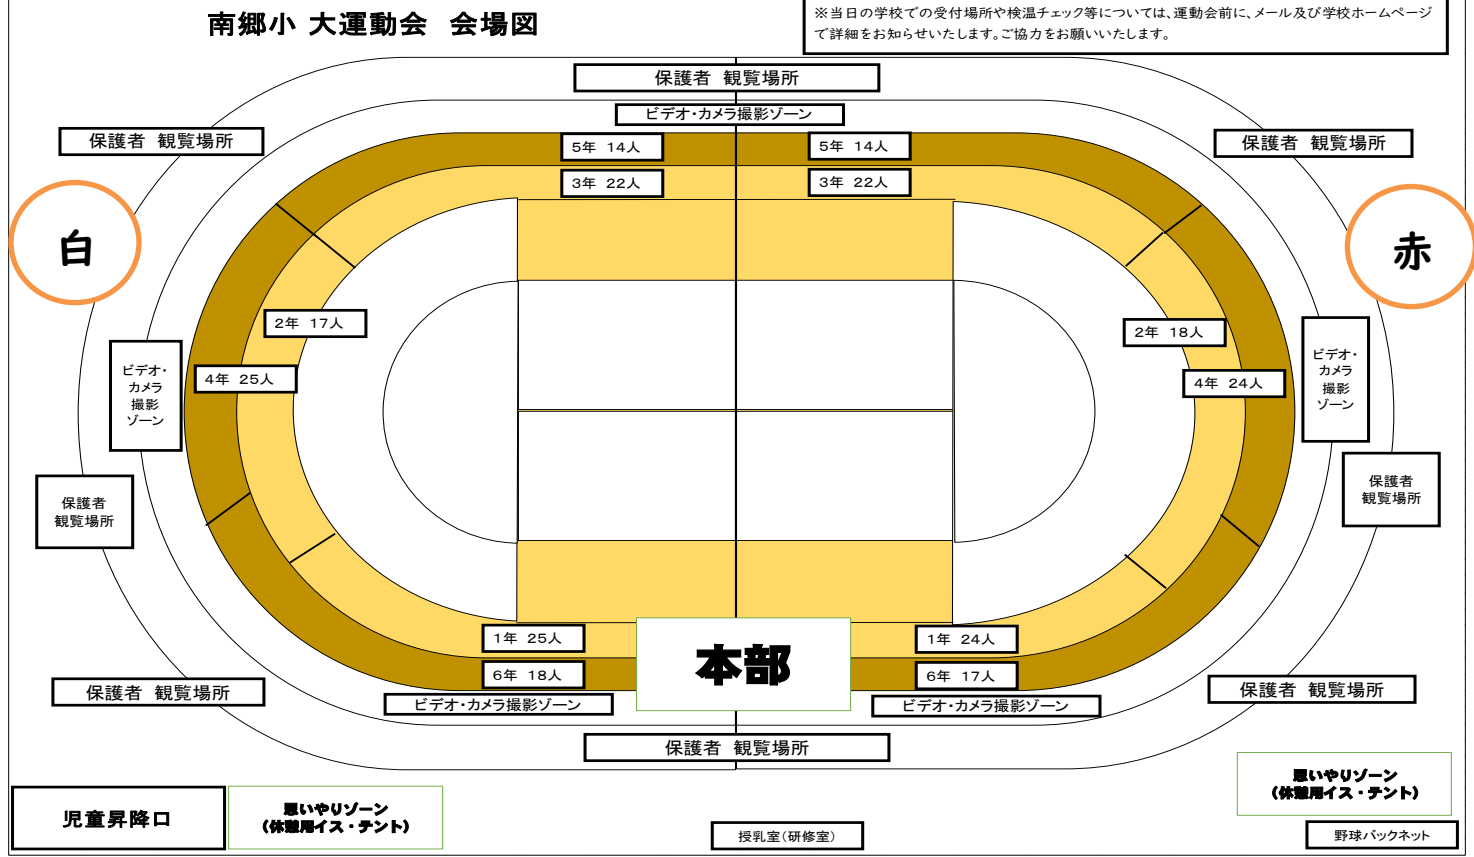 南郷小 大運動会 会場図
※当日の学校での受付場所や検温チェック等については、運動会前に、メール及び学校ホームページ
で詳細をお知らせいたします。ご協力をお願いいたします。
保護者 観覧場所
ビデオ・カメラ撮影ゾーン
保護者 観覧場所
保護者 観覧場所
5年 14人
5年 14人
3年 22人
3年 22人
白
赤
2年 17人
2年 18人
ビデオ・
カメラ
撮影
ゾーン
4年 25人
4年 24人
ビデオ・
カメラ
撮影
ゾーン
保護者
観覧場所
保護者
観覧場所
1年 25人
本部
1年 24人
6年 18人
6年 17人
保護者 観覧場所
ビデオ・カメラ撮影ゾーン
ビデオ・カメラ撮影ゾーン
保護者 観覧場所
保護者 観覧場所
児童昇降口
思いやりゾーン
(休憩用イス・テント)
授乳室(研修室)
思いやりゾーン
(休憩用イス・テント)
野球バックネット